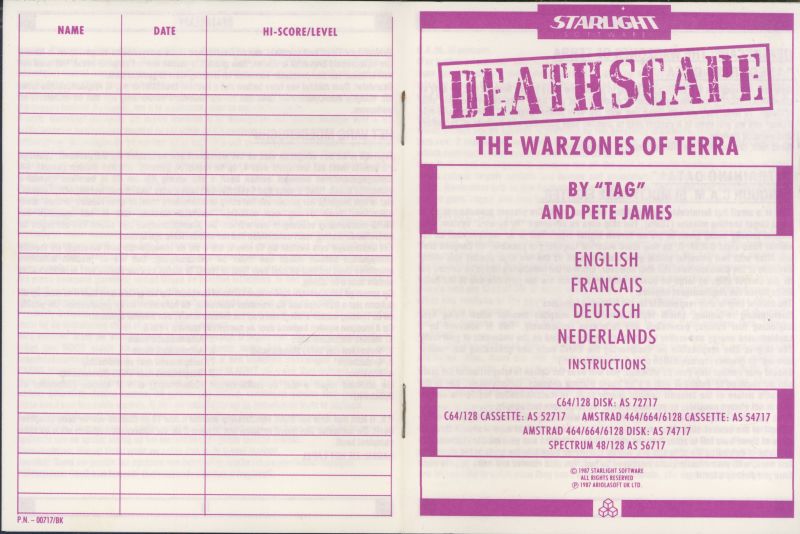 NAME DATE HI-SCORE/LEVEL
P.N. – 00717/BK
STARLIGHT
SOFTWARE
DEATHSCAPE
THE WARZONES OF TERRA
BY “TAG”
AND PETE JAMES
ENGLISH
FRANCAIS
DEUTSCH
NEDERLANDS
INSTRUCTIONS
C64/128 DISK: AS 72717
C64/128 CASSETTE: AS 52717 AMSTRAD 464/664/6128 CASSETTE: AS 54717
AMSTRAD 464/664/6128 DISK: AS 74717
SPECTRUM 48/128 AS 56717
© 1987 STARLIGHT SOFTWARE
ALL RIGHTS RESERVED
℗ 1987 ARIOLASOFT UK LTD.